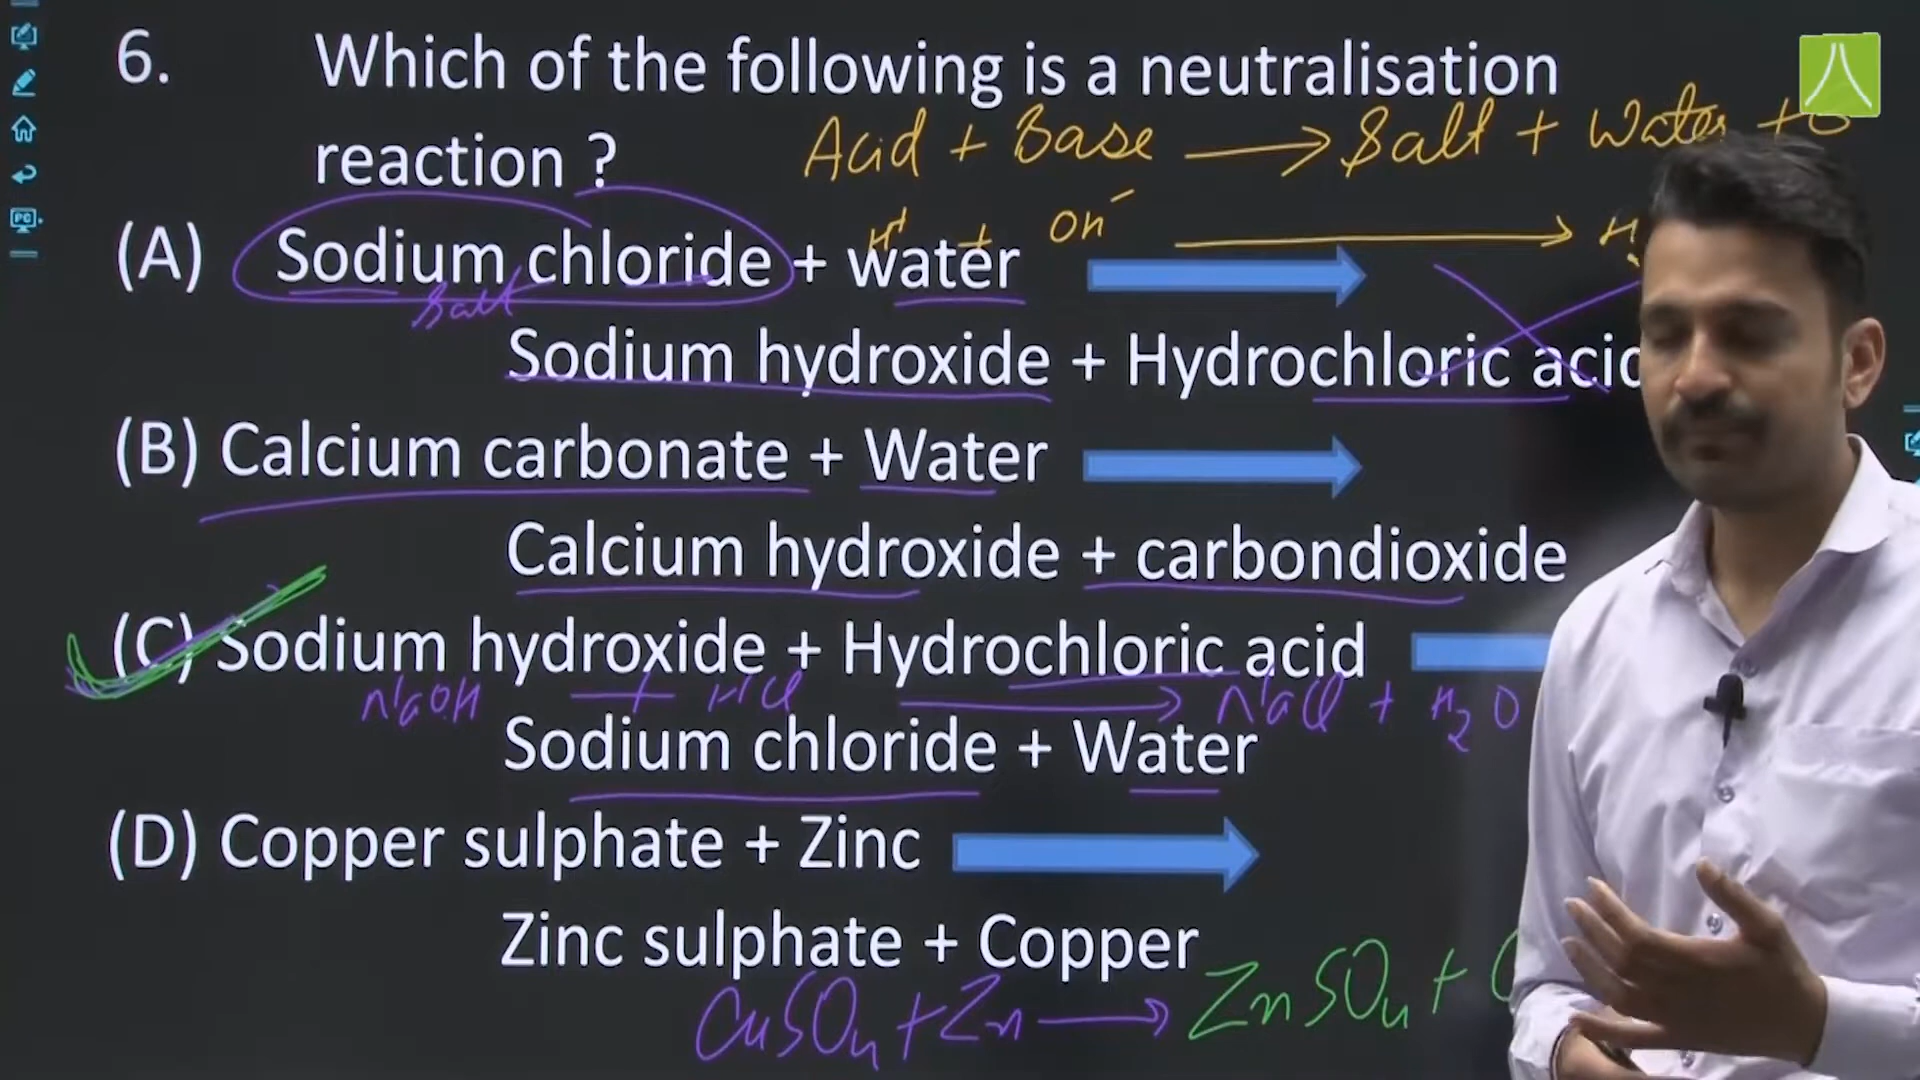 6. Which of the following is a neutralisation
Acid + Base → Salt + Water +
reaction ?
OH⁻
(A) Sodium chloride + water
Salt
Sodium hydroxide + Hydrochloric acid
(B) Calcium carbonate + Water
Calcium hydroxide + carbondioxide
(C) Sodium hydroxide + Hydrochloric acid
NaOH + HCl → NaCl + H₂O
Sodium chloride + Water
(D) Copper sulphate + Zinc
Zinc sulphate + Copper
CuSO₄ + Zn → ZnSO₄ +
PC